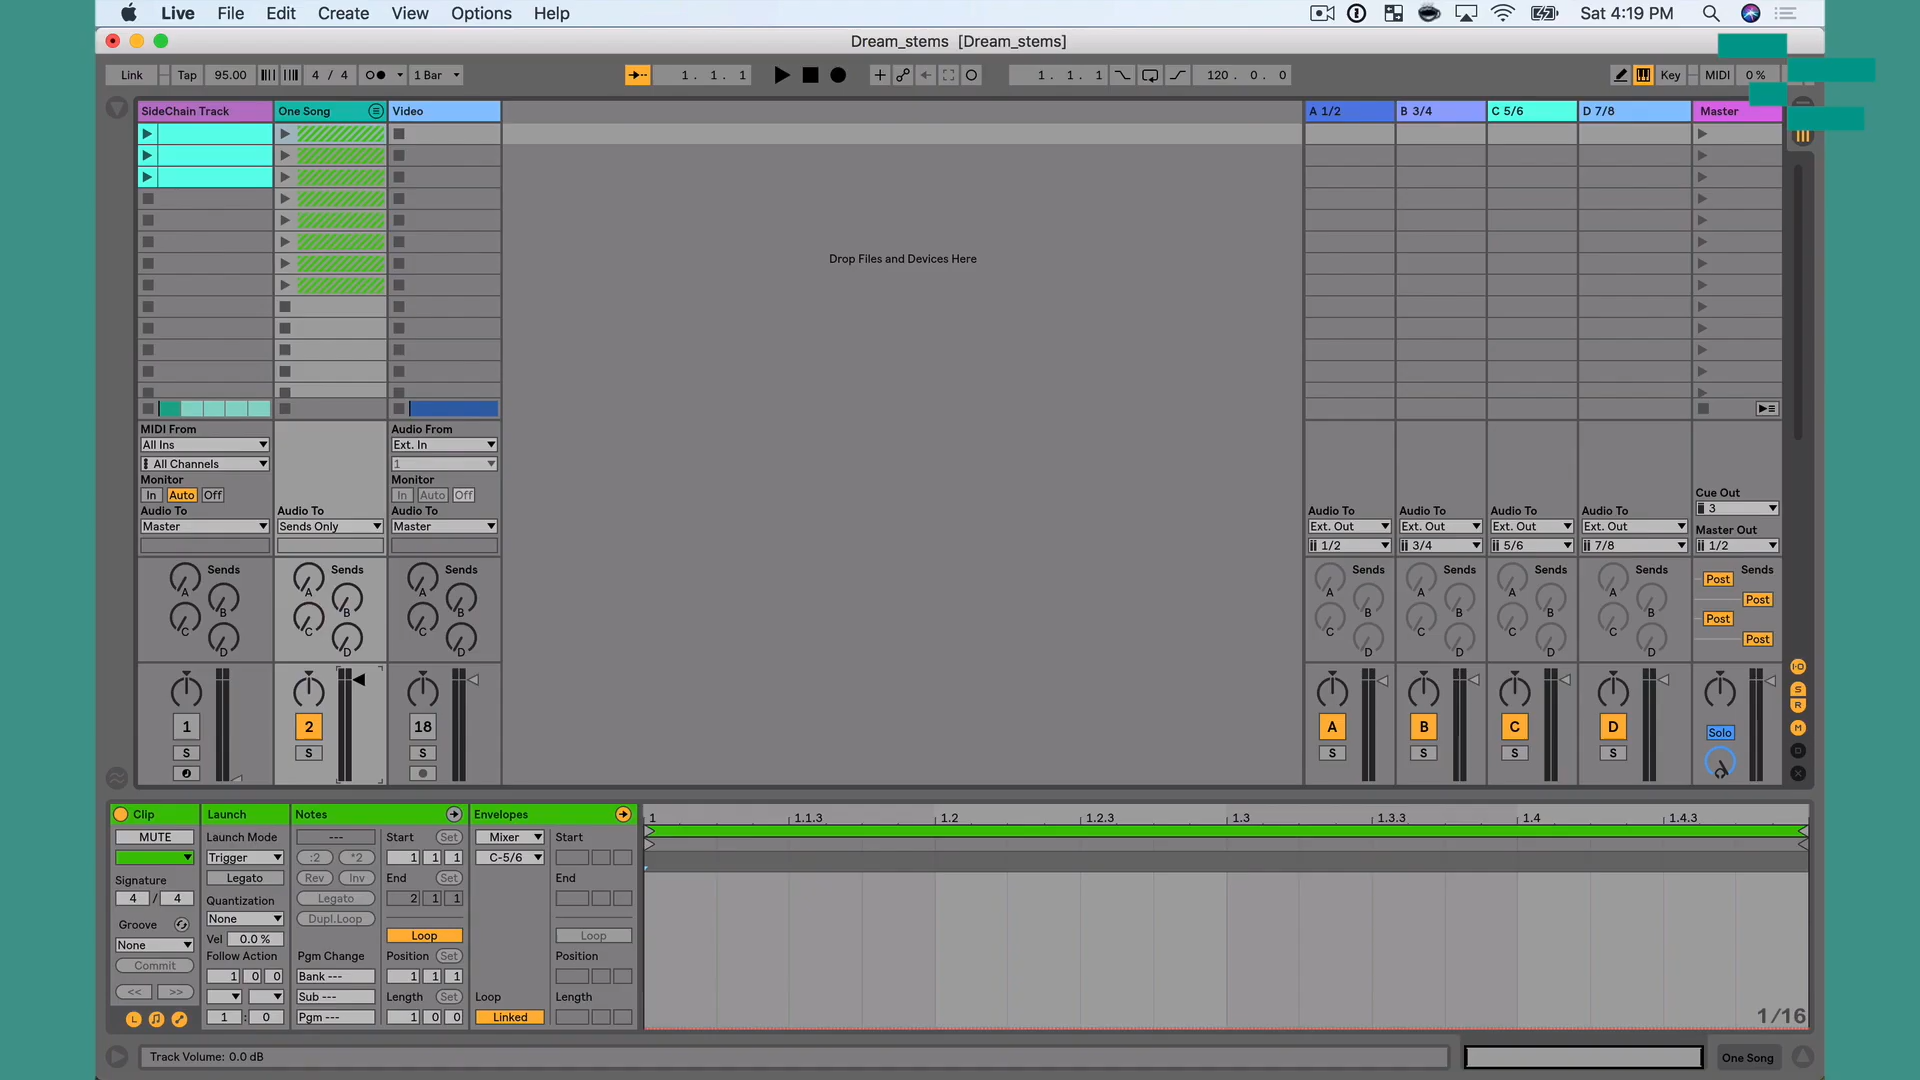 Live File Edit Create View Options Help
Sat 4:19 PM
Dream_stems [Dream_stems]
Link Tap 95.00 4 / 4 1 Bar 1. 1. 1 1. 1. 1 120. 0. 0 Key MIDI 0 %
SideChain Track One Song Video A 1/2 B 3/4 C 5/6 D 7/8 Master
Drop Files and Devices Here
MIDI From Audio From
All Ins Ext. In
All Channels 1
Monitor Monitor
In Auto Off In Auto Off Cue Out
3
Audio To Audio To Audio To Audio To Audio To Audio To Audio To
Master Sends Only Master Ext. Out Ext. Out Ext. Out Ext. Out Master Out
1/2 3/4 5/6 7/8 1/2
Sends Sends Sends Sends Sends Sends Sends Sends
A A A A A A A Post
B B B B B B B Post
C C C C C C C Post
D D D D D D D Post
I-O
S
R
1 2 18 A B C D M
S S S S S S S Solo
Clip Launch Notes Envelopes 1 1.1.3 1.2 1.2.3 1.3 1.3.3 1.4 1.4.3
MUTE Launch Mode --- Start Set Mixer Start
Trigger :2 *2 1 1 1 C-5/6
Signature Legato Rev Inv End Set End
4 / 4 Quantization Legato 2 1 1
Groove None Dupl.Loop
None Vel 0.0 % Loop Loop
Commit Follow Action Pgm Change Position Set Position
1 0 0 Bank --- 1 1 1
<< >> Sub --- Length Set Loop Length
L 1 : 0 Pgm --- 1 0 0 Linked 1/16
Track Volume: 0.0 dB One Song